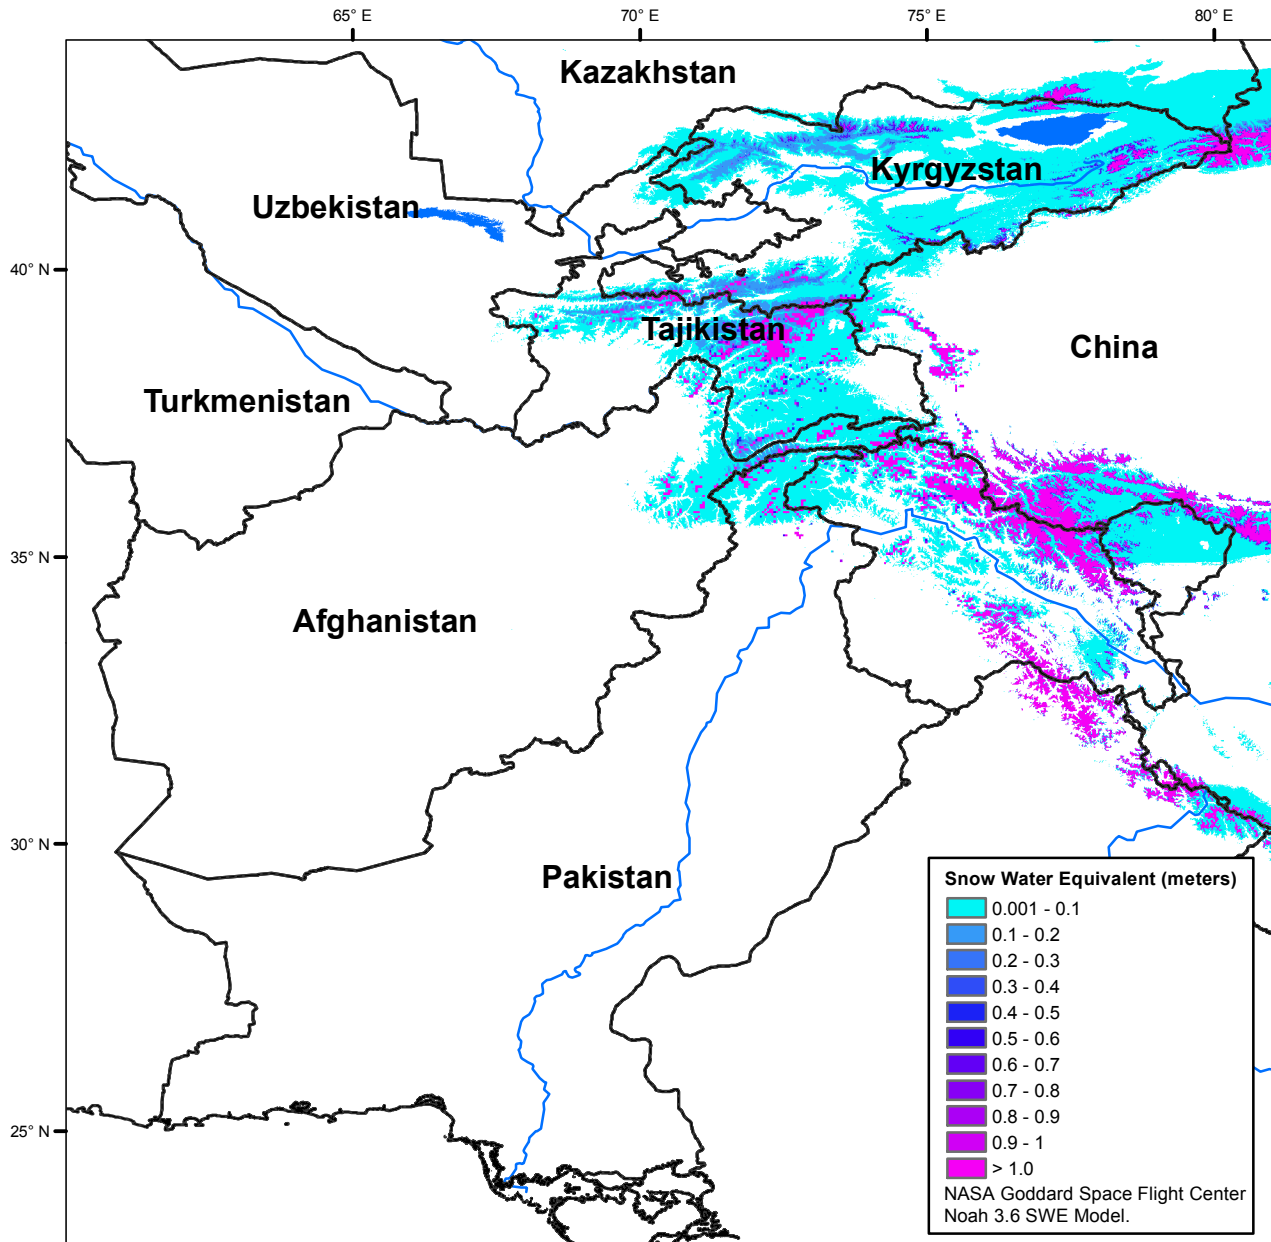 65° E
70° E
75° E
80° E
Kazakhstan
Kyrgyzstan
Uzbekistan
40° N
Tajikistan
China
Turkmenistan
35° N
Afghanistan
30° N
Pakistan
25° N
Snow Water Equivalent (meters)
0.001 - 0.1
0.1 - 0.2
0.2 - 0.3
0.3 - 0.4
0.4 - 0.5
0.5 - 0.6
0.6 - 0.7
0.7 - 0.8
0.8 - 0.9
0.9 - 1
> 1.0
NASA Goddard Space Flight Center
Noah 3.6 SWE Model.